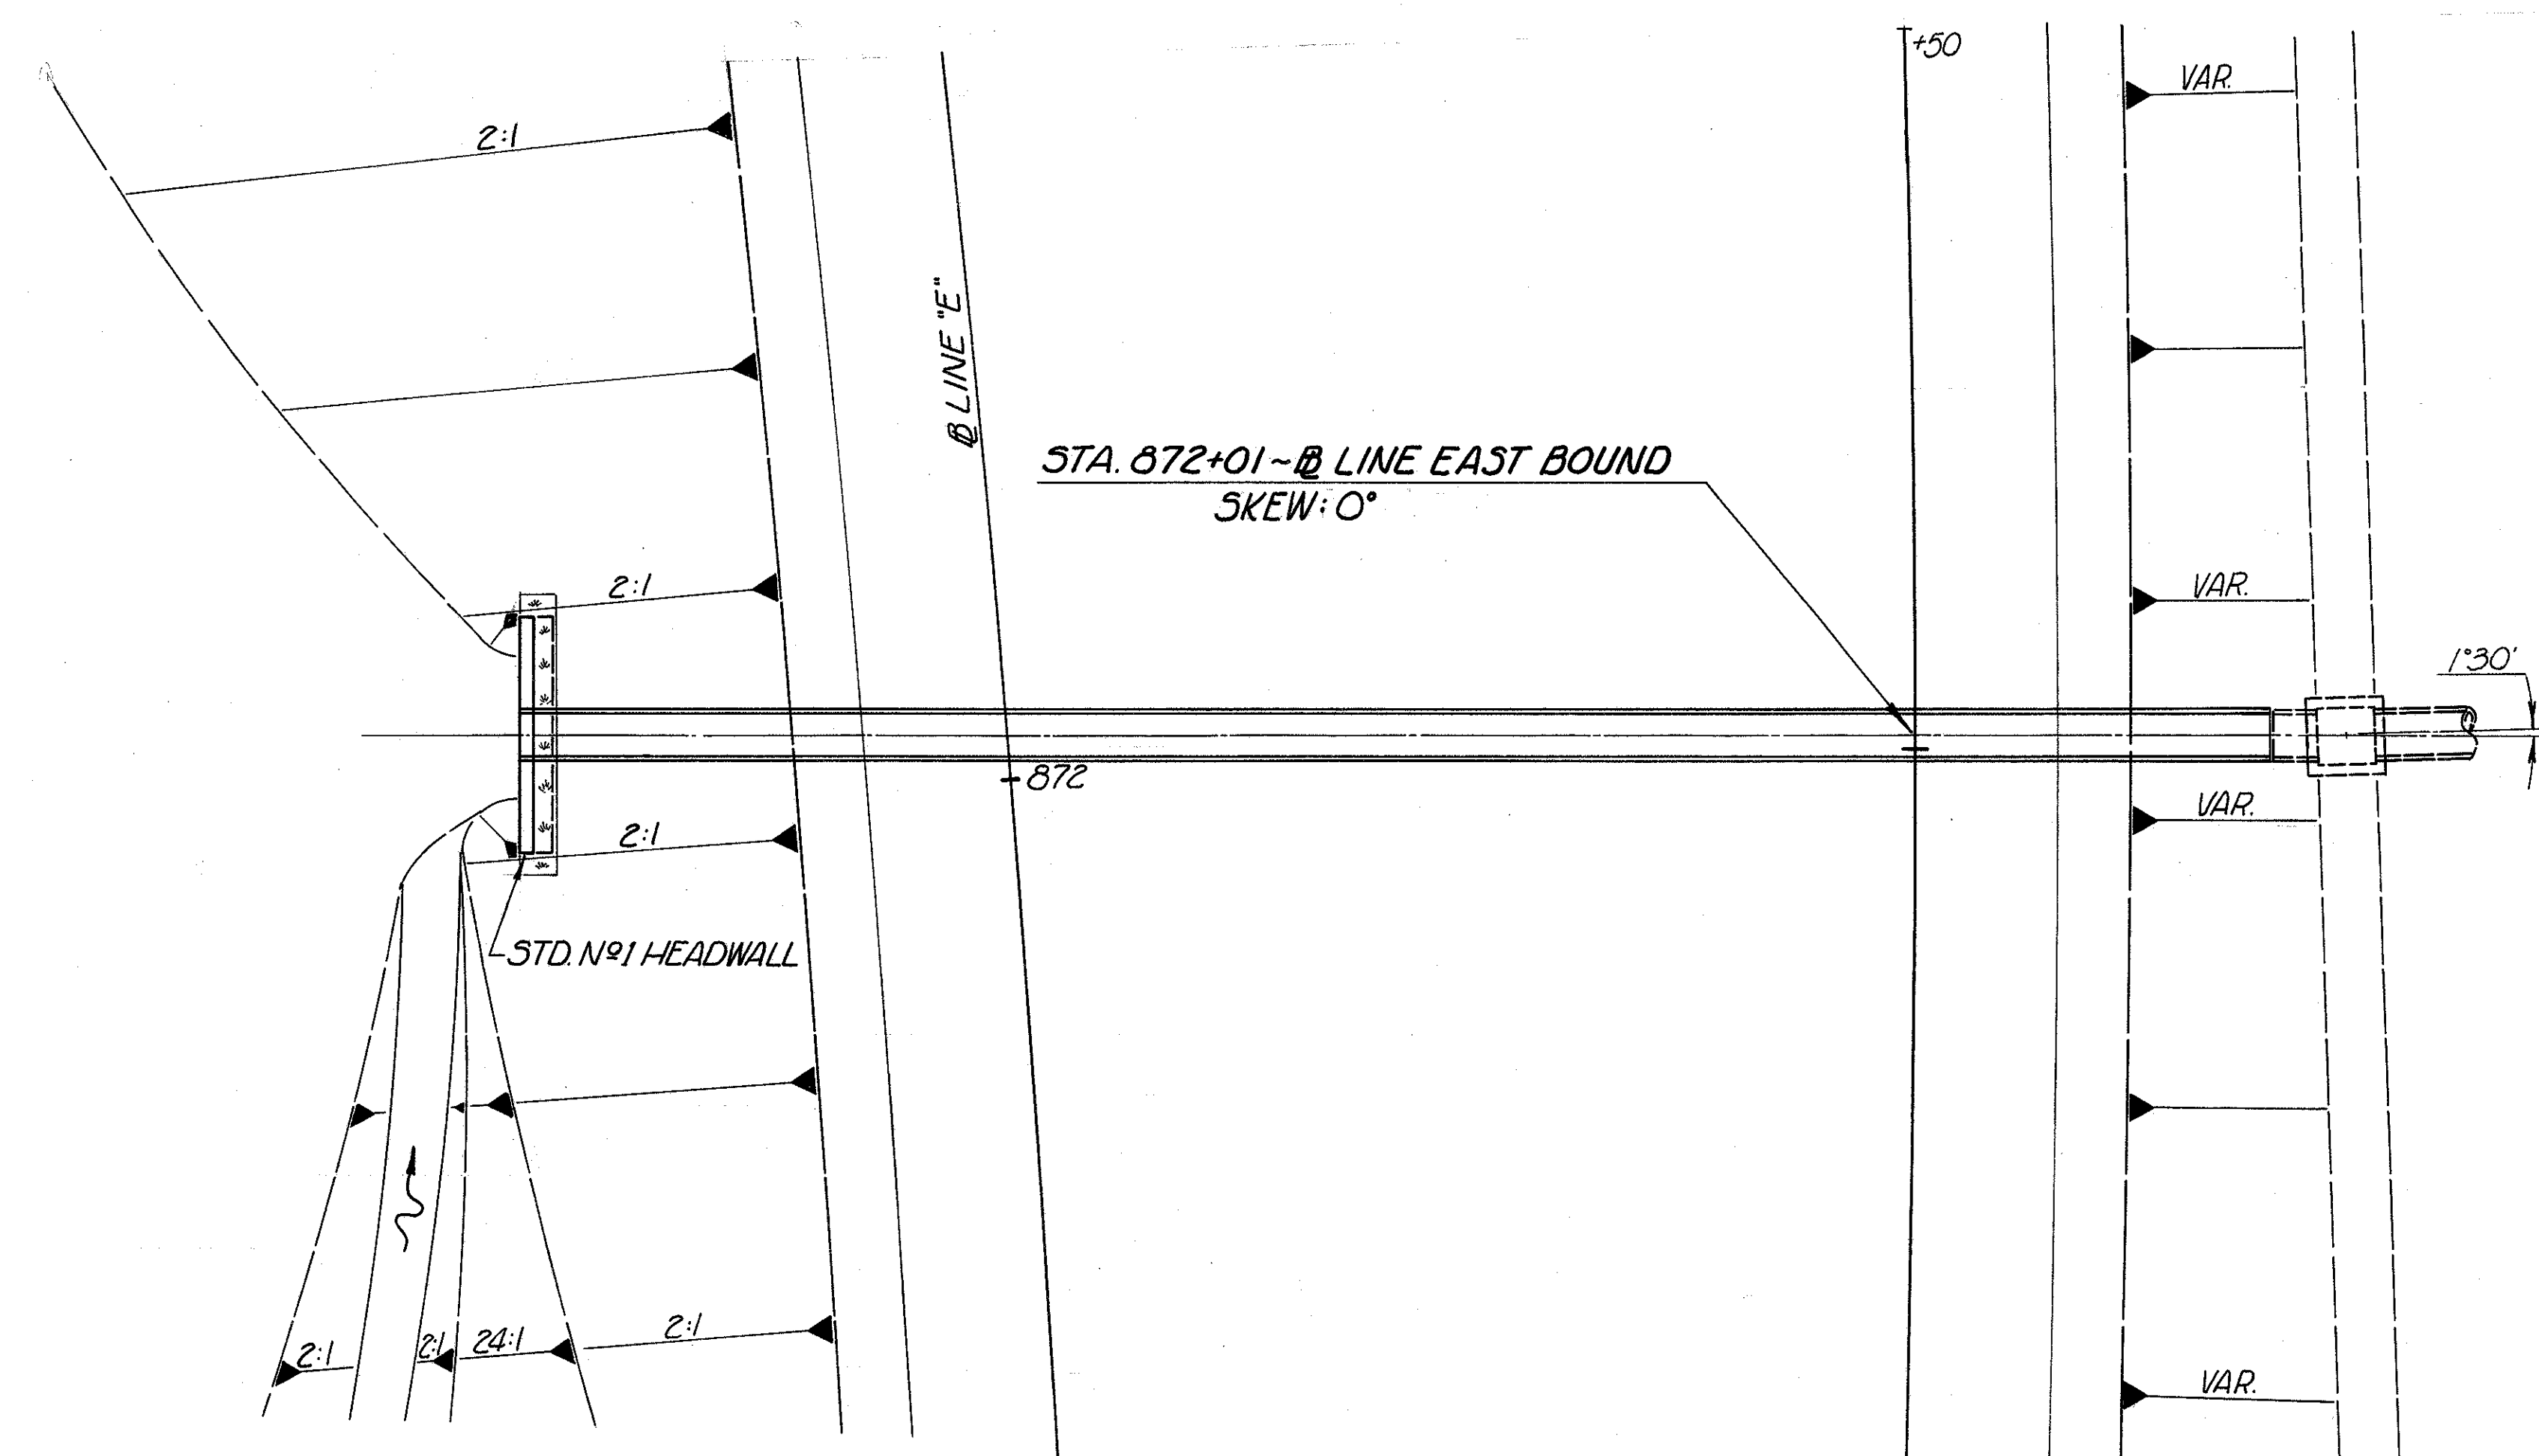 +50
VAR.
2:1
℄ LINE "E"
STA. 872+01~℄ LINE EAST BOUND
SKEW: 0°
2:1
VAR.
1°30'
872
VAR.
2:1
STD. Nº1 HEADWALL
2:1
2:1
24:1
2:1
VAR.